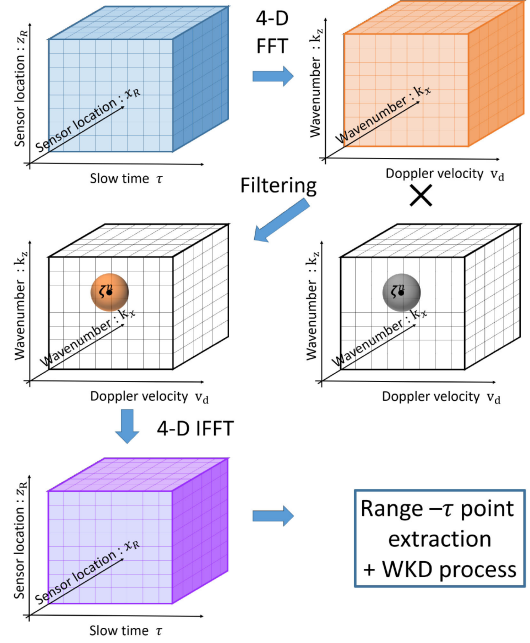 Sensor location : z_R
Sensor location : x_R
Slow time τ
4-D
FFT
Wavenumber : k_z
Wavenumber : k_x
Doppler velocity v_d
Filtering
×
Wavenumber : k_z
ζⁿ
Wavenumber : k_x
Doppler velocity v_d
Wavenumber : k_z
ζⁿ
Wavenumber : k_x
Doppler velocity v_d
4-D IFFT
Sensor location : z_R
Sensor location : x_R
Slow time τ
Range –τ point
extraction
+ WKD process